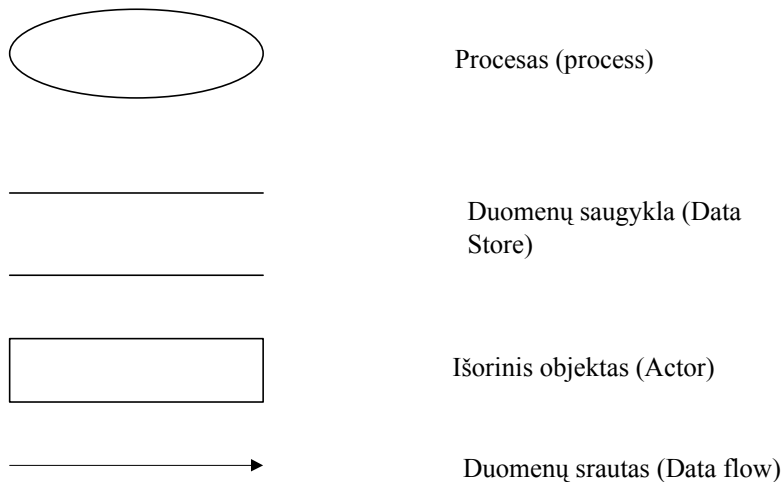 Procesas (process)
Duomenų saugykla (Data
Store)
Išorinis objektas (Actor)
Duomenų srautas (Data flow)